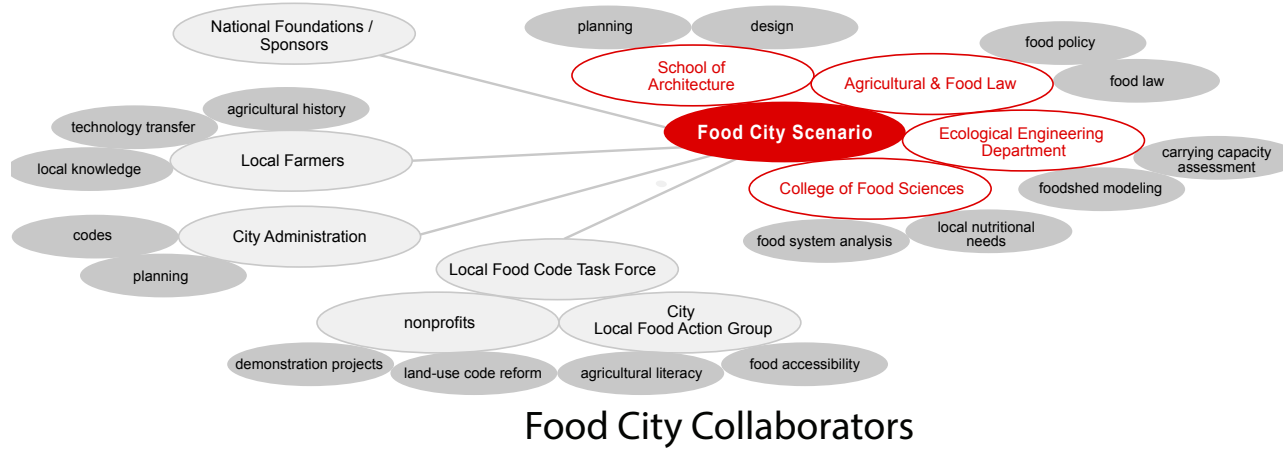 National Foundations /
Sponsors
planning
design
School of
Architecture
Agricultural & Food Law
food policy
food law
Food City Scenario
Ecological Engineering
Department
carrying capacity
assessment
foodshed modeling
College of Food Sciences
local nutritional
needs
food system analysis
agricultural history
technology transfer
Local Farmers
local knowledge
codes
City Administration
planning
Local Food Code Task Force
nonprofits
City
Local Food Action Group
demonstration projects
land-use code reform
agricultural literacy
food accessibility
Food City Collaborators